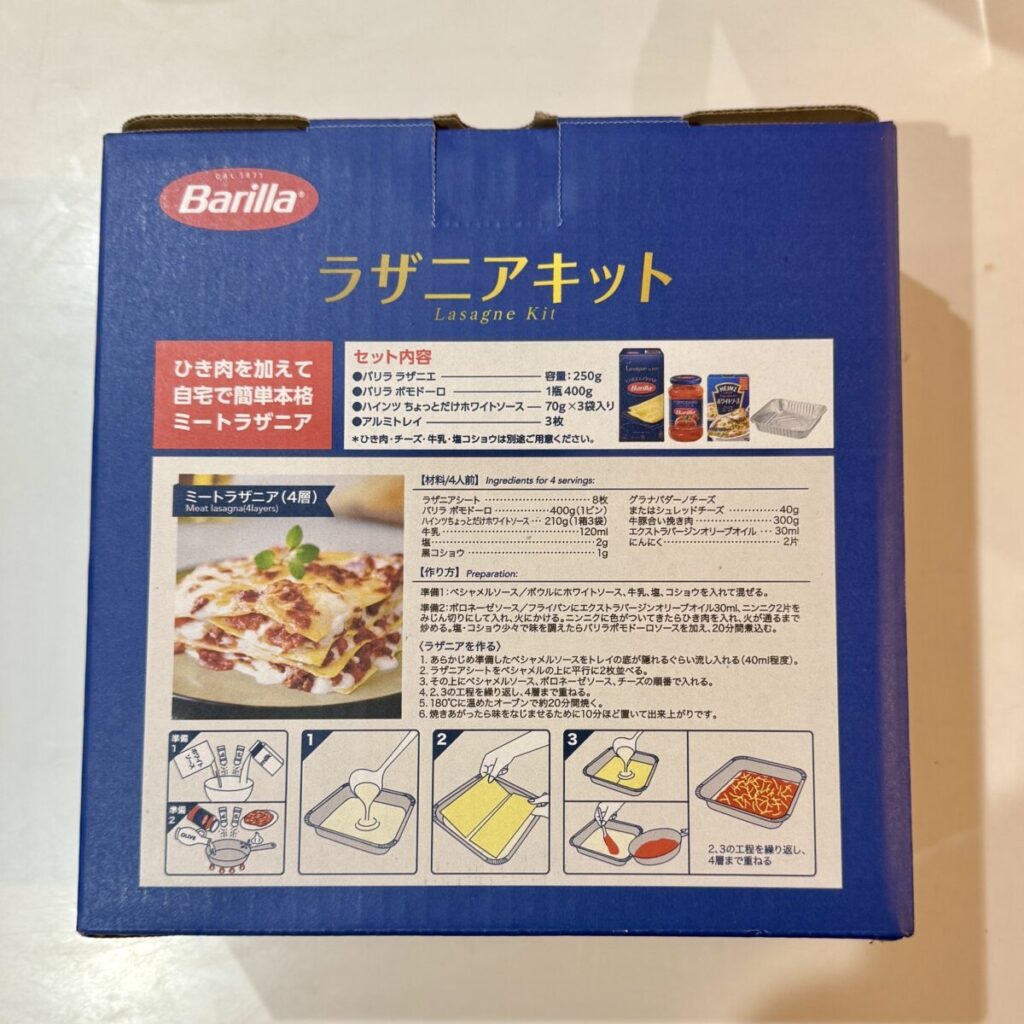 DAL 1877
Barilla®
ラザニアキット
Lasagne Kit
ひき肉を加えて
自宅で簡単本格
ミートラザニア
セット内容
●バリラ ラザニエ 容量：250g
●バリラ ポモドーロ 1瓶 400g
●ハインツ ちょっとだけホワイトソース 70g×3袋入り
●アルミトレイ 3枚
＊ひき肉・チーズ・牛乳・塩コショウは別途ご用意ください。
Barilla
Barilla
HEINZ
ホワイトソース
ミートラザニア（4層）
Meat lasagna(4layers)
【材料/4人前】 Ingredients for 4 servings:
ラザニアシート 8枚
バリラ ポモドーロ 400g（1ビン）
ハインツちょっとだけホワイトソース 210g（1箱3袋）
牛乳 120ml
塩 2g
黒コショウ 1g
グラナパダーノチーズ
またはシュレッドチーズ 40g
牛豚合い挽き肉 300g
エクストラバージンオリーブオイル 30ml
にんにく 2片
【作り方】 Preparation:
準備1：ベシャメルソース／ボウルにホワイトソース、牛乳、塩、コショウを入れて混ぜる。
準備2：ボロネーゼソース／フライパンにエクストラバージンオリーブオイル30ml、ニンニク2片を
みじん切りにして入れ、火にかける。ニンニクに色がついてきたらひき肉を入れ、火が通るまで
炒める。塩・コショウ少々で味を調えたらバリラポモドーロソースを加え、20分間煮込む。
〈ラザニアを作る〉
1. あらかじめ準備したベシャメルソースをトレイの底が隠れるぐらい流し入れる（40ml程度）。
2. ラザニアシートをベシャメルの上に平行に2枚並べる。
3. その上にベシャメルソース、ボロネーゼソース、チーズの順番で入れる。
4. 2、3の工程を繰り返し、4層まで重ねる。
5. 180℃に温めたオーブンで約20分間焼く。
6. 焼きあがったら味をなじませるために10分ほど置いて出来上がりです。
準備
1
ホワイト
ソース
準備
2
OLIVE
1
2
3
2、3の工程を繰り返し、
4層まで重ねる